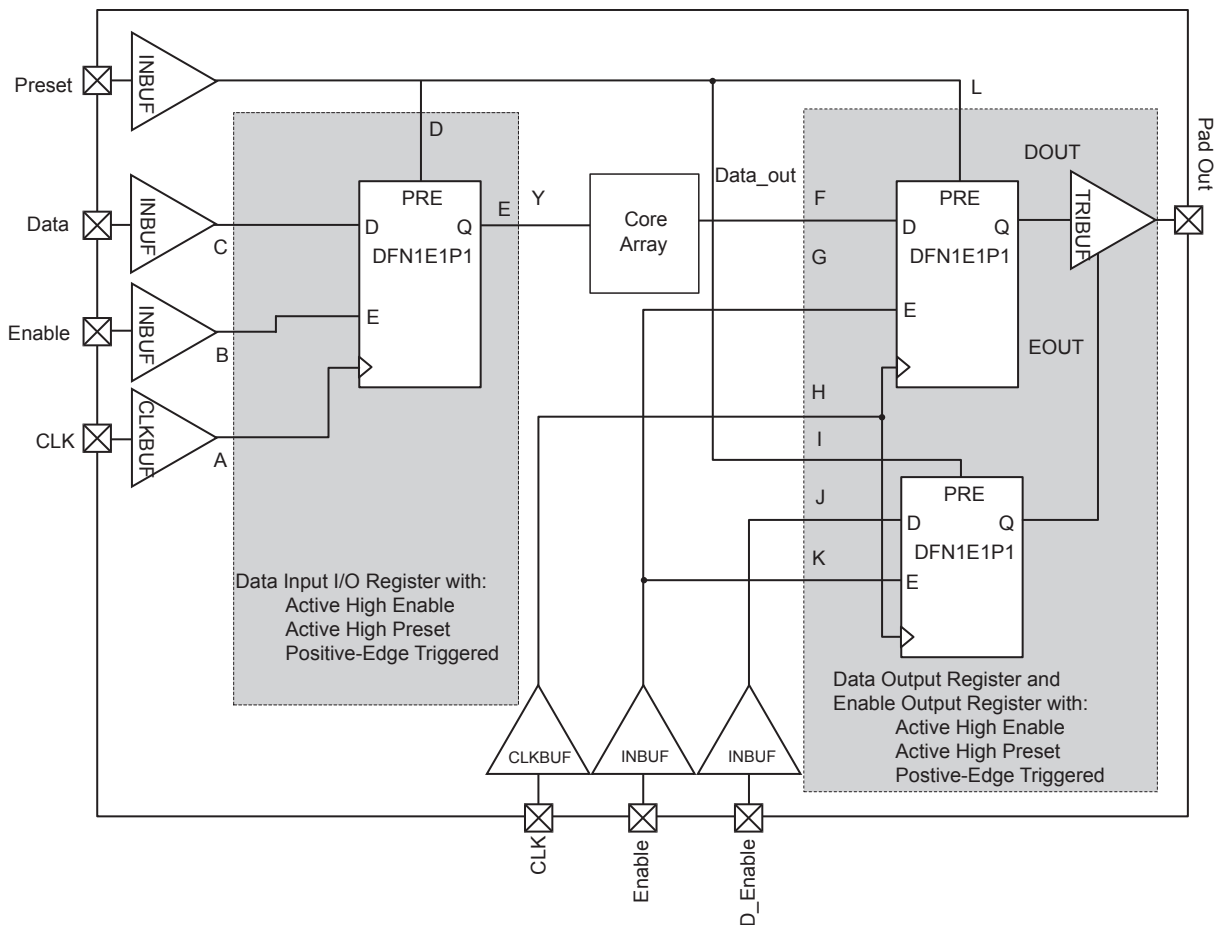 Preset
INBUF
L
D
Pad Out
DOUT
Data
INBUF
C
PRE
D
Q
DFN1E1P1
E
E
Y
Core
Array
Data_out
F
G
PRE
D
Q
DFN1E1P1
E
TRIBUF
EOUT
Enable
INBUF
B
CLK
CLKBUF
A
H
I
J
K
PRE
D
Q
DFN1E1P1
E
Data Input I/O Register with:
Active High Enable
Active High Preset
Positive-Edge Triggered
Data Output Register and
Enable Output Register with:
Active High Enable
Active High Preset
Postive-Edge Triggered
CLKBUF
INBUF
INBUF
CLK
Enable
D_Enable